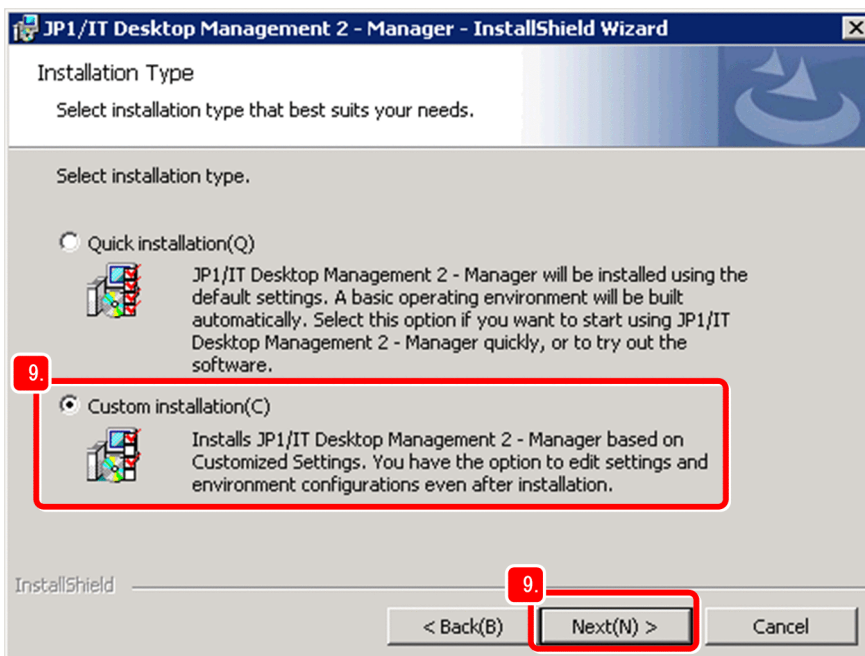 JP1/IT Desktop Management 2 - Manager - InstallShield Wizard
Installation Type
Select installation type that best suits your needs.
Select installation type.
Quick installation(Q)
JP1/IT Desktop Management 2 - Manager will be installed using the
default settings. A basic operating environment will be built
automatically. Select this option if you want to start using JP1/IT
Desktop Management 2 - Manager quickly, or to try out the
software.
9.
Custom installation(C)
Installs JP1/IT Desktop Management 2 - Manager based on
Customized Settings. You have the option to edit settings and
environment configurations even after installation.
InstallShield
9.
< Back(B) Next(N) > Cancel